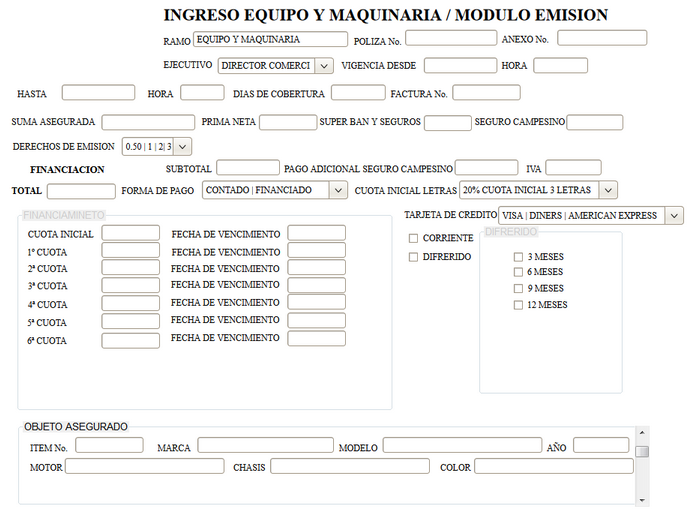 INGRESO EQUIPO Y MAQUINARIA / MODULO EMISION
RAMO EQUIPO Y MAQUINARIA POLIZA No. ANEXO No.
EJECUTIVO DIRECTOR COMERCI VIGENCIA DESDE HORA
HASTA HORA DIAS DE COBERTURA FACTURA No.
SUMA ASEGURADA PRIMA NETA SUPER BAN Y SEGUROS SEGURO CAMPESINO
DERECHOS DE EMISION 0.50 | 1 | 2| 3
FINANCIACION SUBTOTAL PAGO ADICIONAL SEGURO CAMPESINO IVA
TOTAL FORMA DE PAGO CONTADO | FINANCIADO CUOTA INICIAL LETRAS 20% CUOTA INICIAL 3 LETRAS
TARJETA DE CREDITO VISA | DINERS | AMERICAN EXPRESS
FINANCIAMINETO
CUOTA INICIAL FECHA DE VENCIMIENTO
1ª CUOTA FECHA DE VENCIMIENTO
2ª CUOTA FECHA DE VENCIMIENTO
3ª CUOTA FECHA DE VENCIMIENTO
4ª CUOTA FECHA DE VENCIMIENTO
5ª CUOTA FECHA DE VENCIMIENTO
6ª CUOTA FECHA DE VENCIMIENTO
CORRIENTE
DIFRERIDO
DIFRERIDO
3 MESES
6 MESES
9 MESES
12 MESES
OBJETO ASEGURADO
ITEM No. MARCA MODELO AÑO
MOTOR CHASIS COLOR